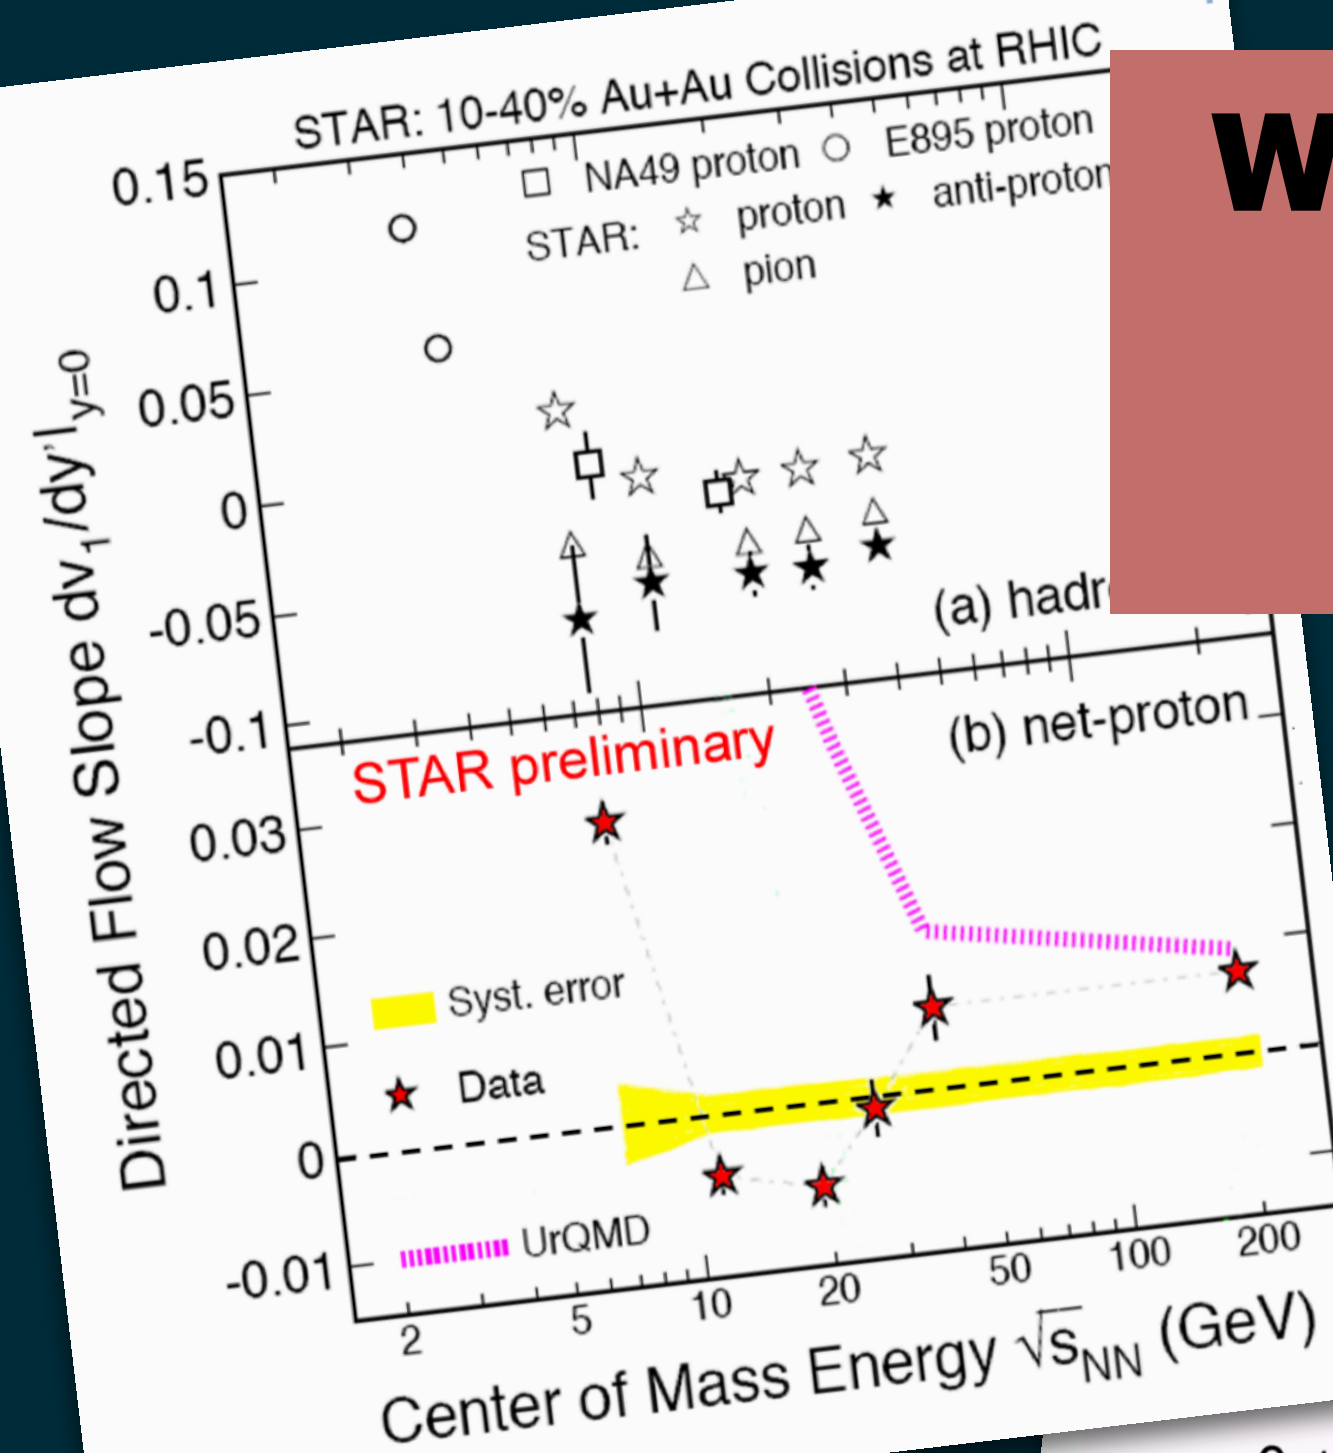 STAR: 10-40% Au+Au Collisions at RHIC
W
0.15
NA49 proton
E895 proton
STAR:
proton
anti-proton
pion
0.1
0.05
0
-0.05
-0.1
(a)
Directed Flow Slope dv1/dy'|y=0
STAR preliminary
(b) net-proton
0.03
0.02
Syst. error
0.01
Data
0
UrQMD
-0.01
2 5 10 20 50 100 200
Center of Mass Energy √sNN (GeV)